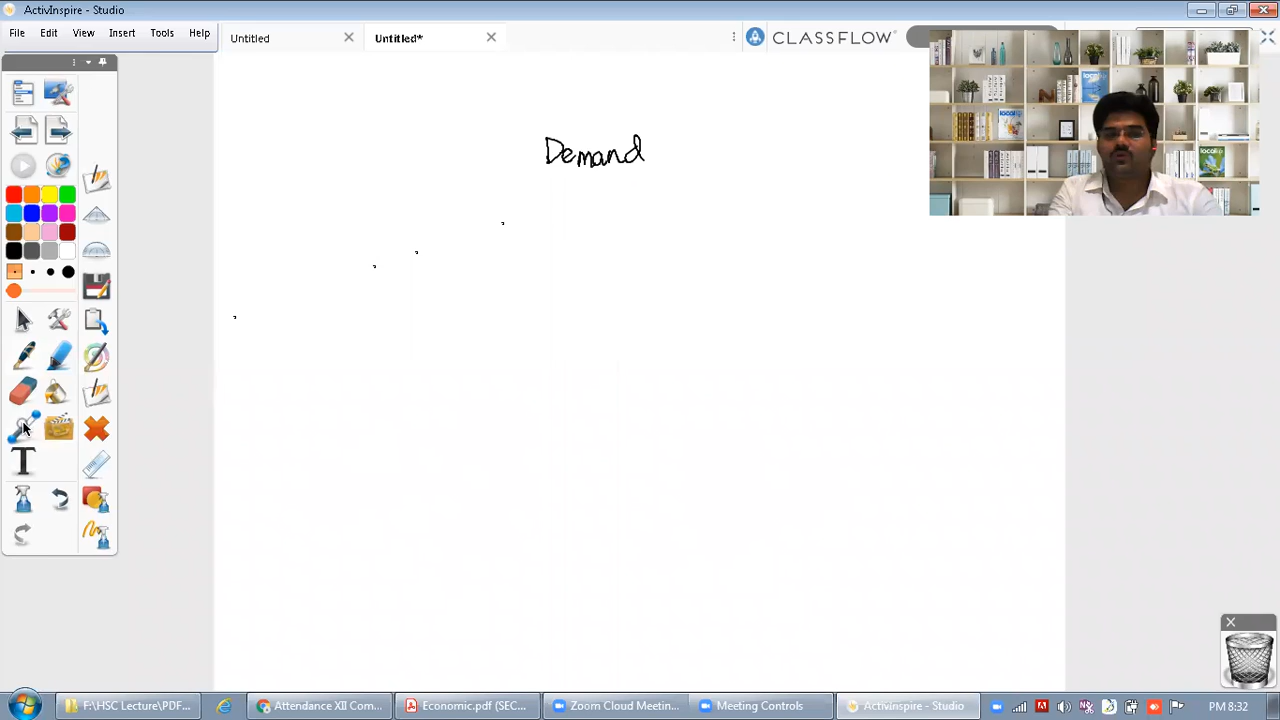 ActivInspire - Studio
File Edit View Insert Tools Help
Untitled
Untitled*
CLASSFLOW
Demand
T
F:\HSC Lecture\PDF...
Attendance XII Com...
Economic.pdf (SEC...
Zoom Cloud Meetin...
Meeting Controls
ActivInspire - Studio
PM 8:32